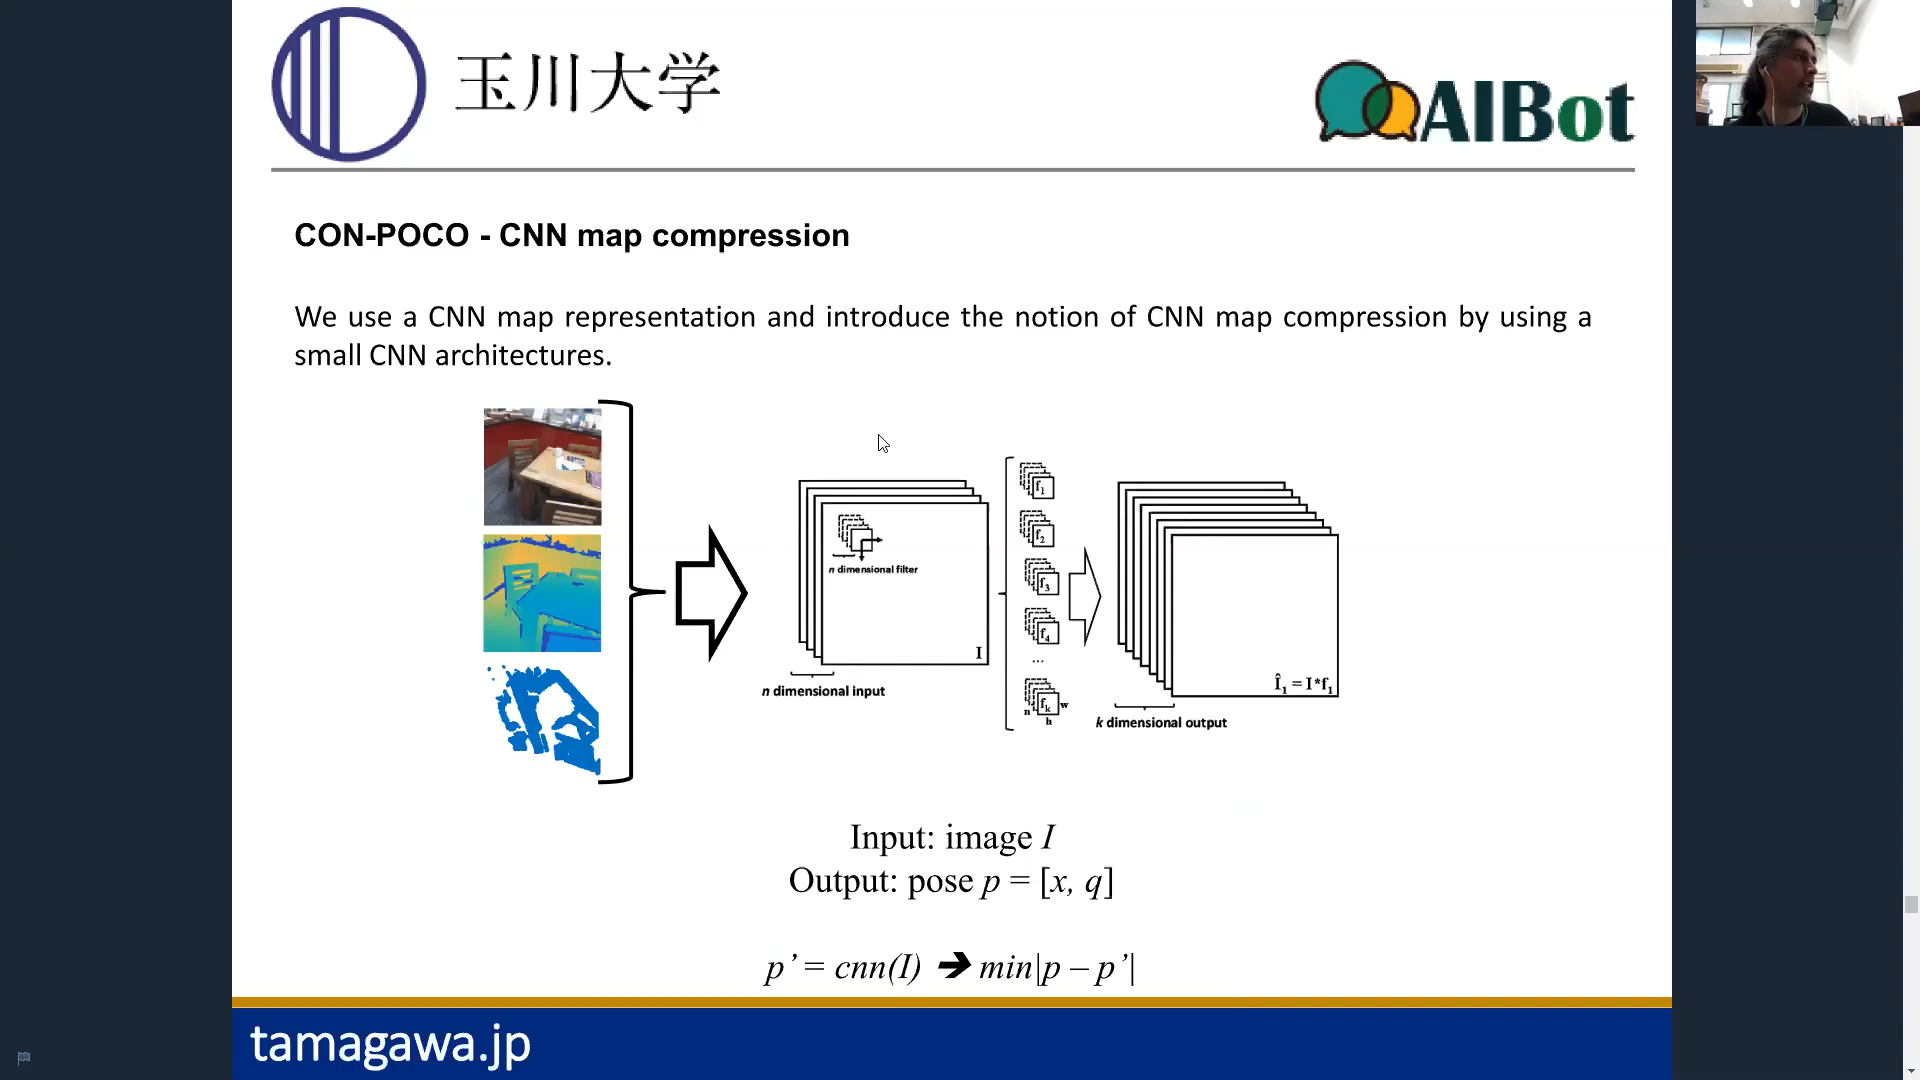 玉川大学
AIBot
CON-POCO - CNN map compression
We use a CNN map representation and introduce the notion of CNN map compression by using a
small CNN architectures.
n dimensional filter
I
n dimensional input
f1
f2
f3
f4
...
fk
n
w
h
Î1 = I*f1
k dimensional output
Input: image I
Output: pose p = [x, q]
p’ = cnn(I) 🡺 min|p – p’|
tamagawa.jp